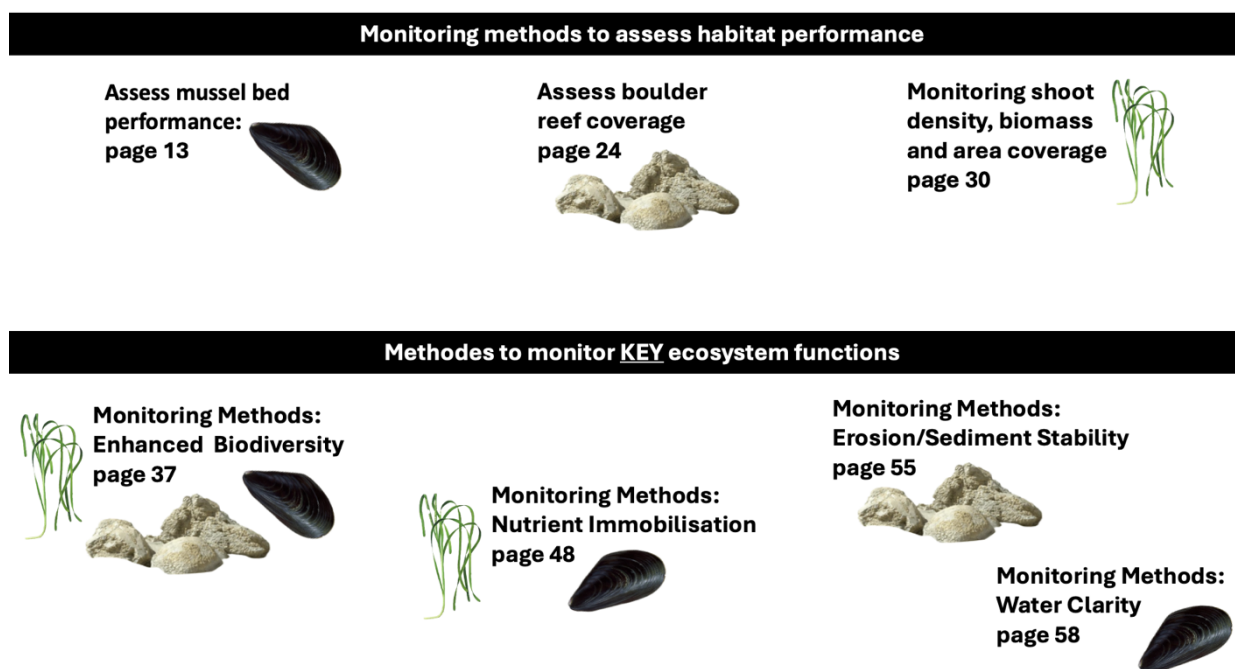 Monitoring methods to assess habitat performance
Assess mussel bed
performance:
page 13
Assess boulder
reef coverage
page 24
Monitoring shoot
density, biomass
and area coverage
page 30
Methodes to monitor KEY ecosystem functions
Monitoring Methods:
Enhanced Biodiversity
page 37
Monitoring Methods:
Nutrient Immobilisation
page 48
Monitoring Methods:
Erosion/Sediment Stability
page 55
Monitoring Methods:
Water Clarity
page 58